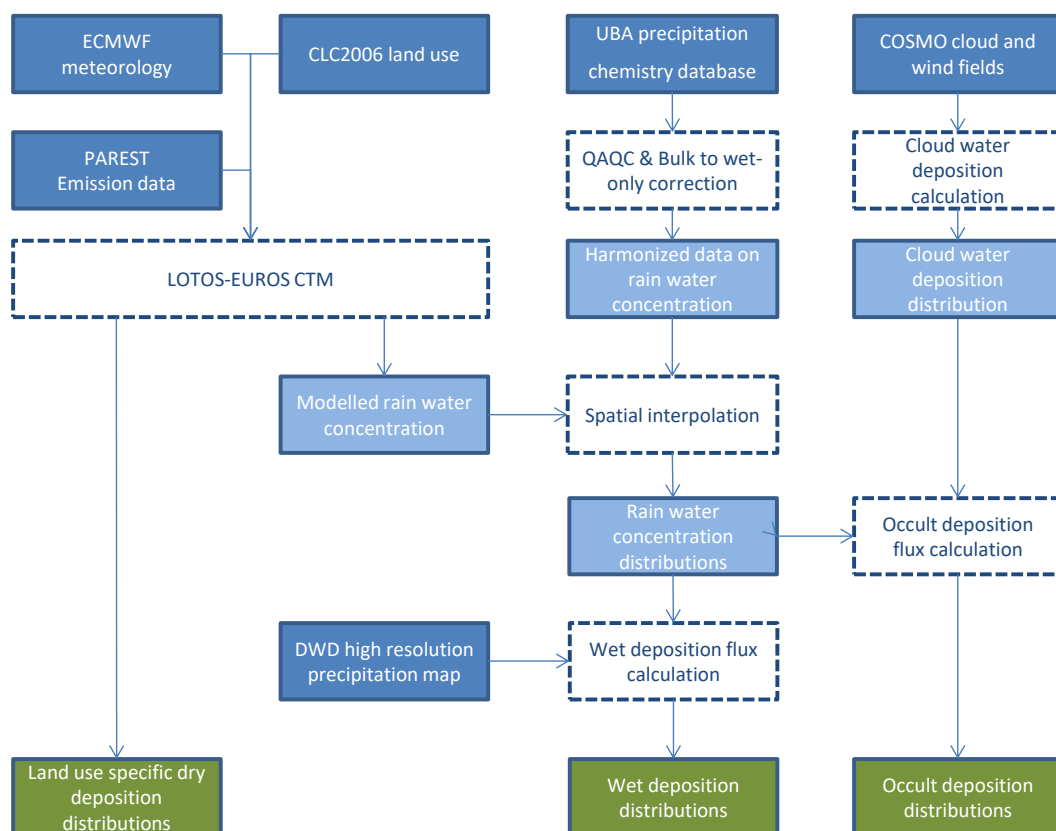 ECMWF
meteorology
CLC2006 land use
UBA precipitation
chemistry database
COSMO cloud and
wind fields
PAREST
Emission data
QAQC & Bulk to wet-
only correction
Cloud water
deposition
calculation
LOTOS-EUROS CTM
Harmonized data on
rain water
concentration
Cloud water
deposition
distribution
Modelled rain water
concentration
Spatial interpolation
Rain water
concentration
distributions
Occult deposition
flux calculation
DWD high resolution
precipitation map
Wet deposition flux
calculation
Land use specific dry
deposition
distributions
Wet deposition
distributions
Occult deposition
distributions